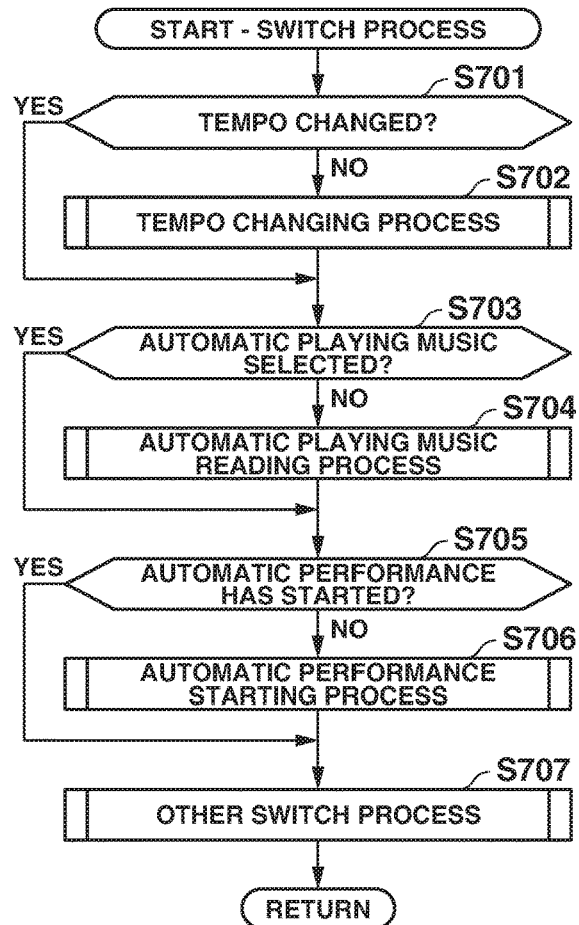 START - SWITCH PROCESS
S701
YES
TEMPO CHANGED?
NO
S702
TEMPO CHANGING PROCESS
S703
YES
AUTOMATIC PLAYING MUSIC
SELECTED?
NO
S704
AUTOMATIC PLAYING MUSIC
READING PROCESS
S705
YES
AUTOMATIC PERFORMANCE
HAS STARTED?
NO
S706
AUTOMATIC PERFORMANCE
STARTING PROCESS
S707
OTHER SWITCH PROCESS
RETURN